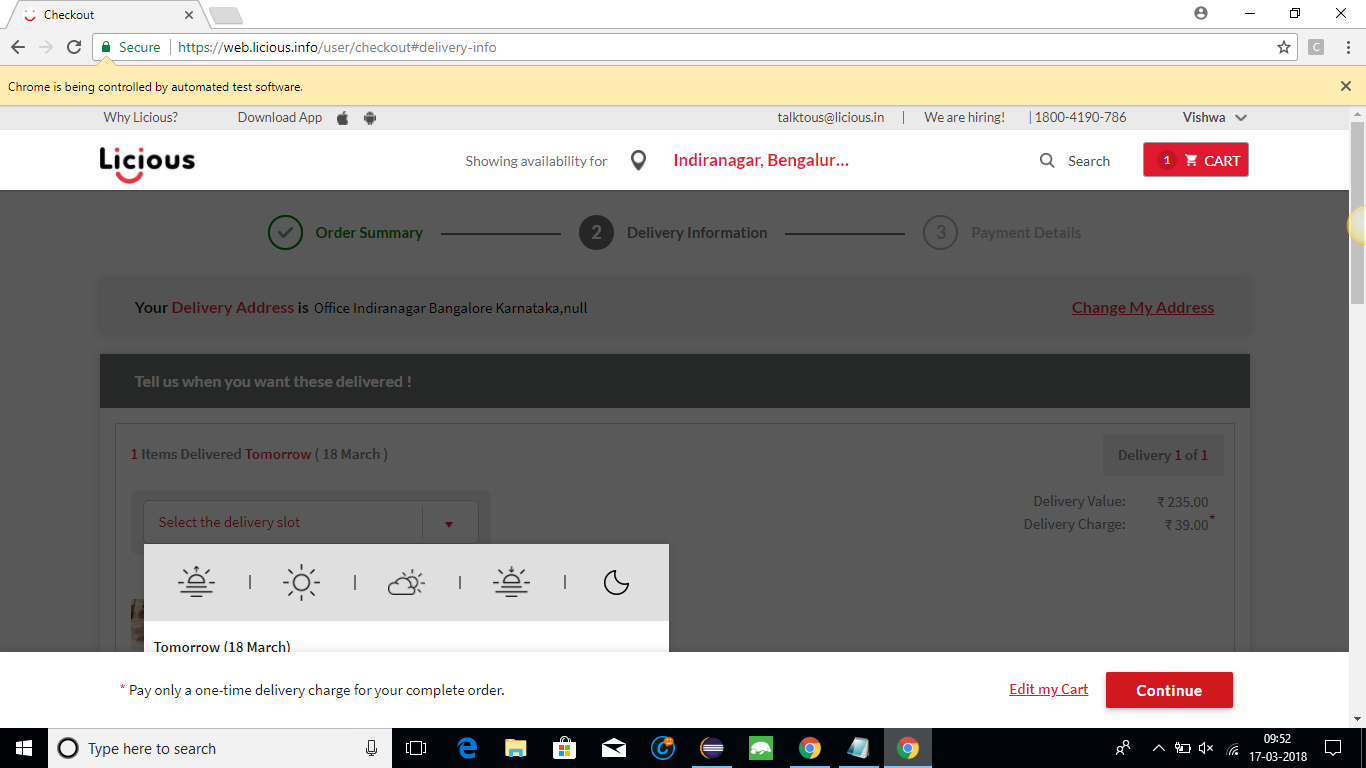 Checkout
Secure https://web.licious.info/user/checkout#delivery-info
Chrome is being controlled by automated test software.
Why Licious? Download App talktous@licious.in | We are hiring! | 1800-4190-786 Vishwa
Licious Showing availability for Indiranagar, Bengalur... Search 1 CART
Order Summary 2 Delivery Information 3 Payment Details
Your Delivery Address is Office Indiranagar Bangalore Karnataka,null Change My Address
Tell us when you want these delivered !
1 Items Delivered Tomorrow ( 18 March ) Delivery 1 of 1
Delivery Value: ₹ 235.00
Select the delivery slot
Delivery Charge: ₹ 39.00*
Tomorrow (18 March)
* Pay only a one-time delivery charge for your complete order. Edit my Cart Continue
Type here to search
09:52
17-03-2018